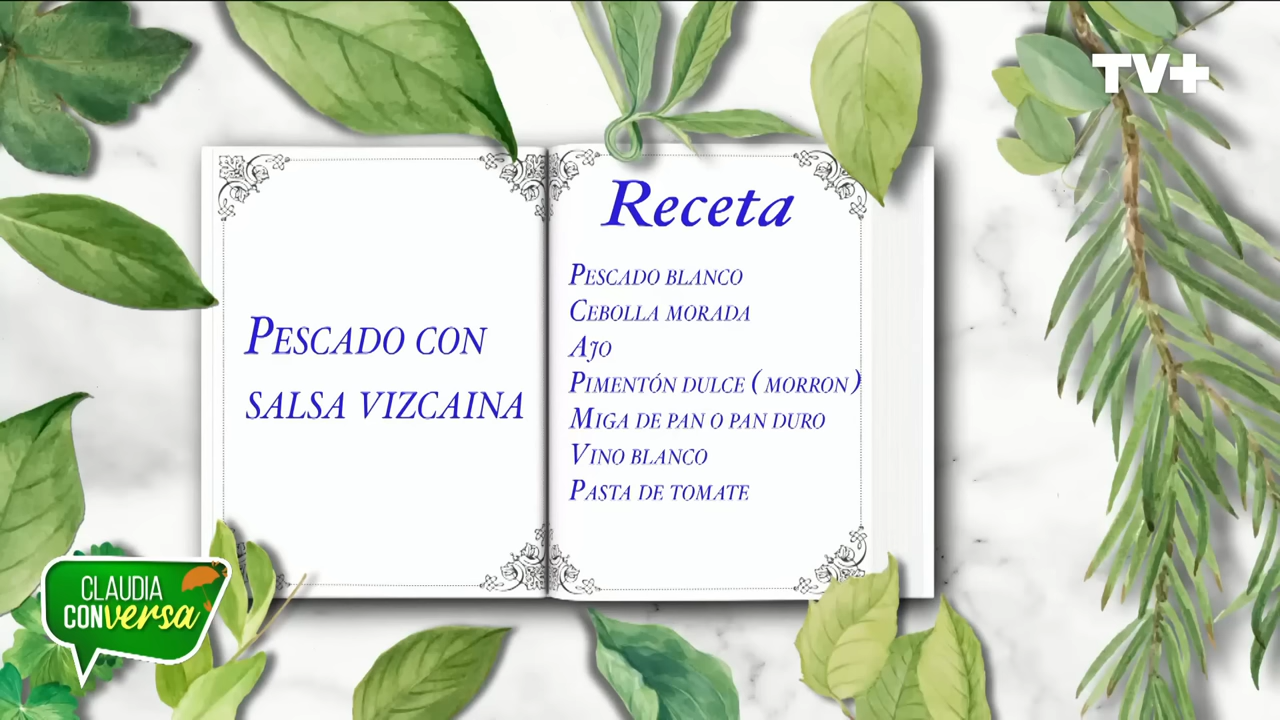 TV+
Receta
PESCADO BLANCO
CEBOLLA MORADA
AJO
PIMENTÓN DULCE ( MORRON )
MIGA DE PAN O PAN DURO
VINO BLANCO
PASTA DE TOMATE
PESCADO CON
SALSA VIZCAINA
CLAUDIA
CONversa